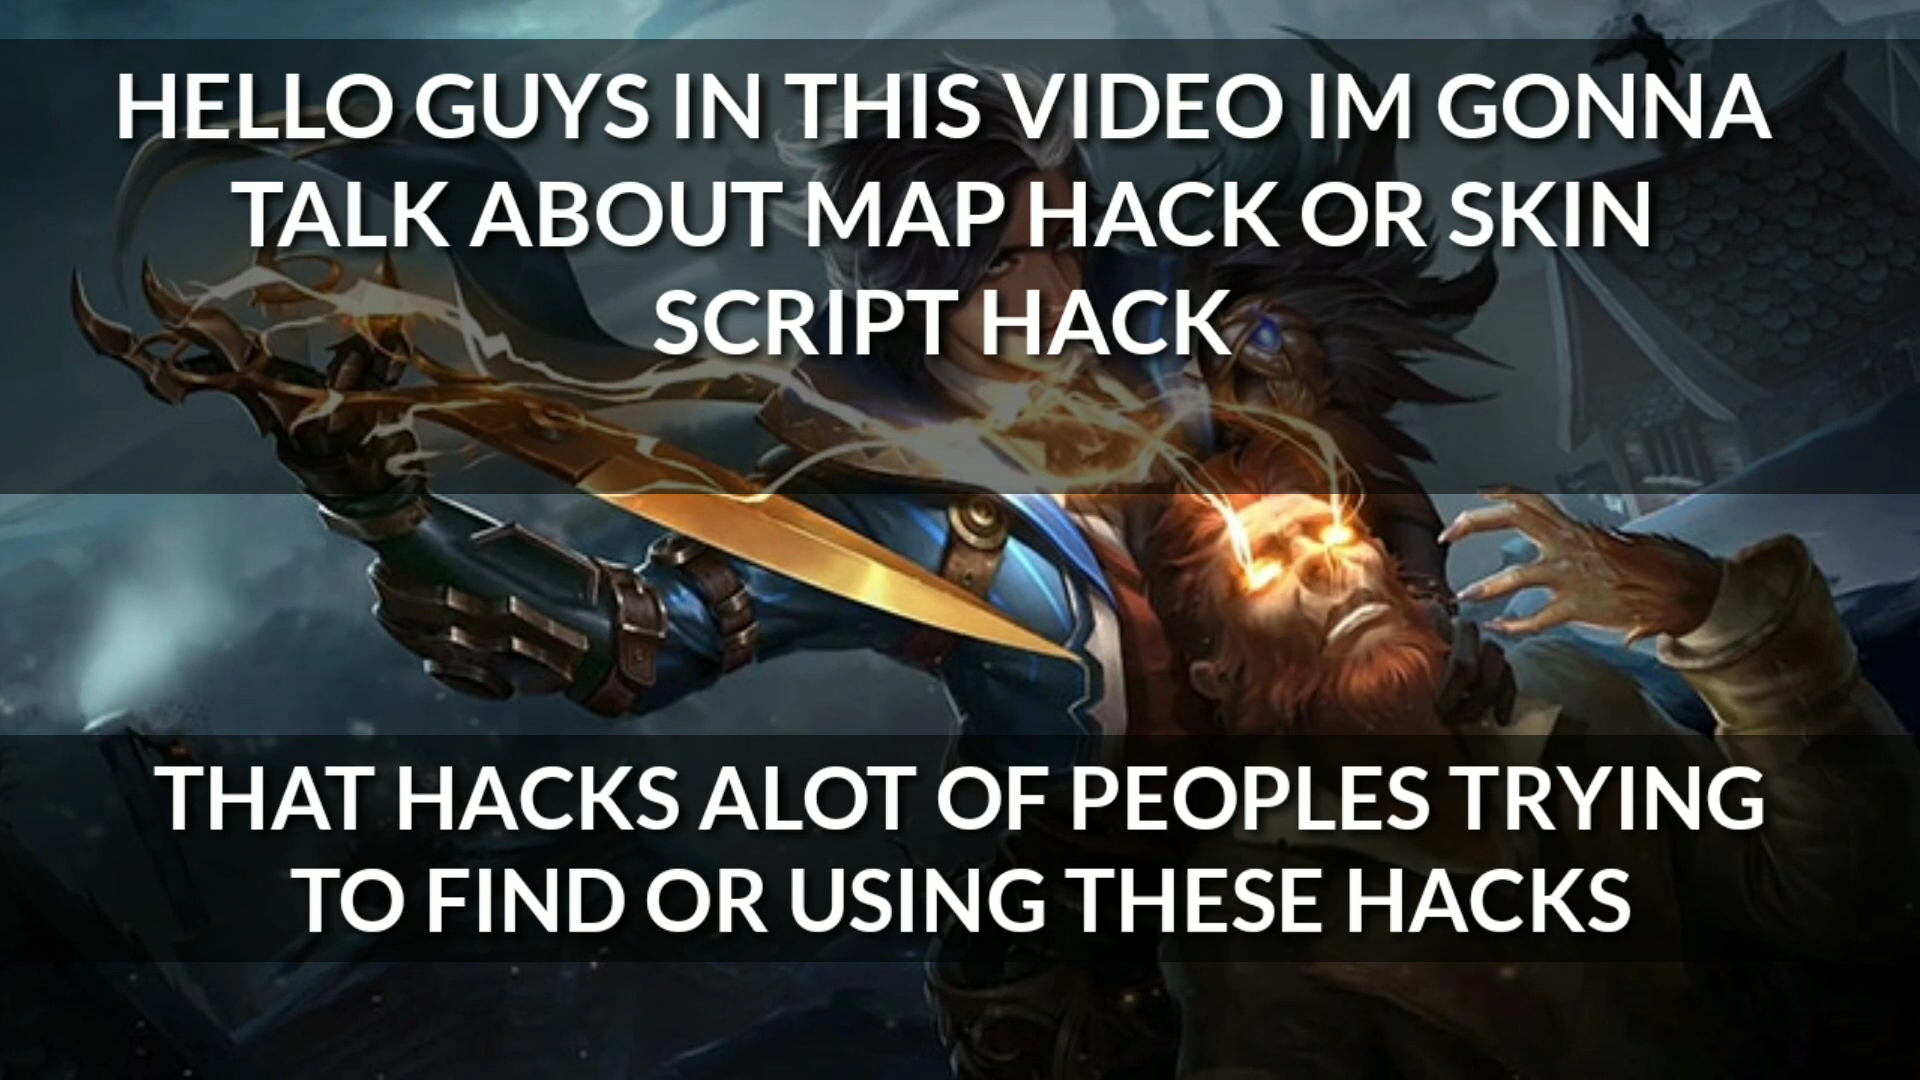 HELLO GUYS IN THIS VIDEO IM GONNA
TALK ABOUT MAP HACK OR SKIN
SCRIPT HACK
THAT HACKS ALOT OF PEOPLES TRYING
TO FIND OR USING THESE HACKS